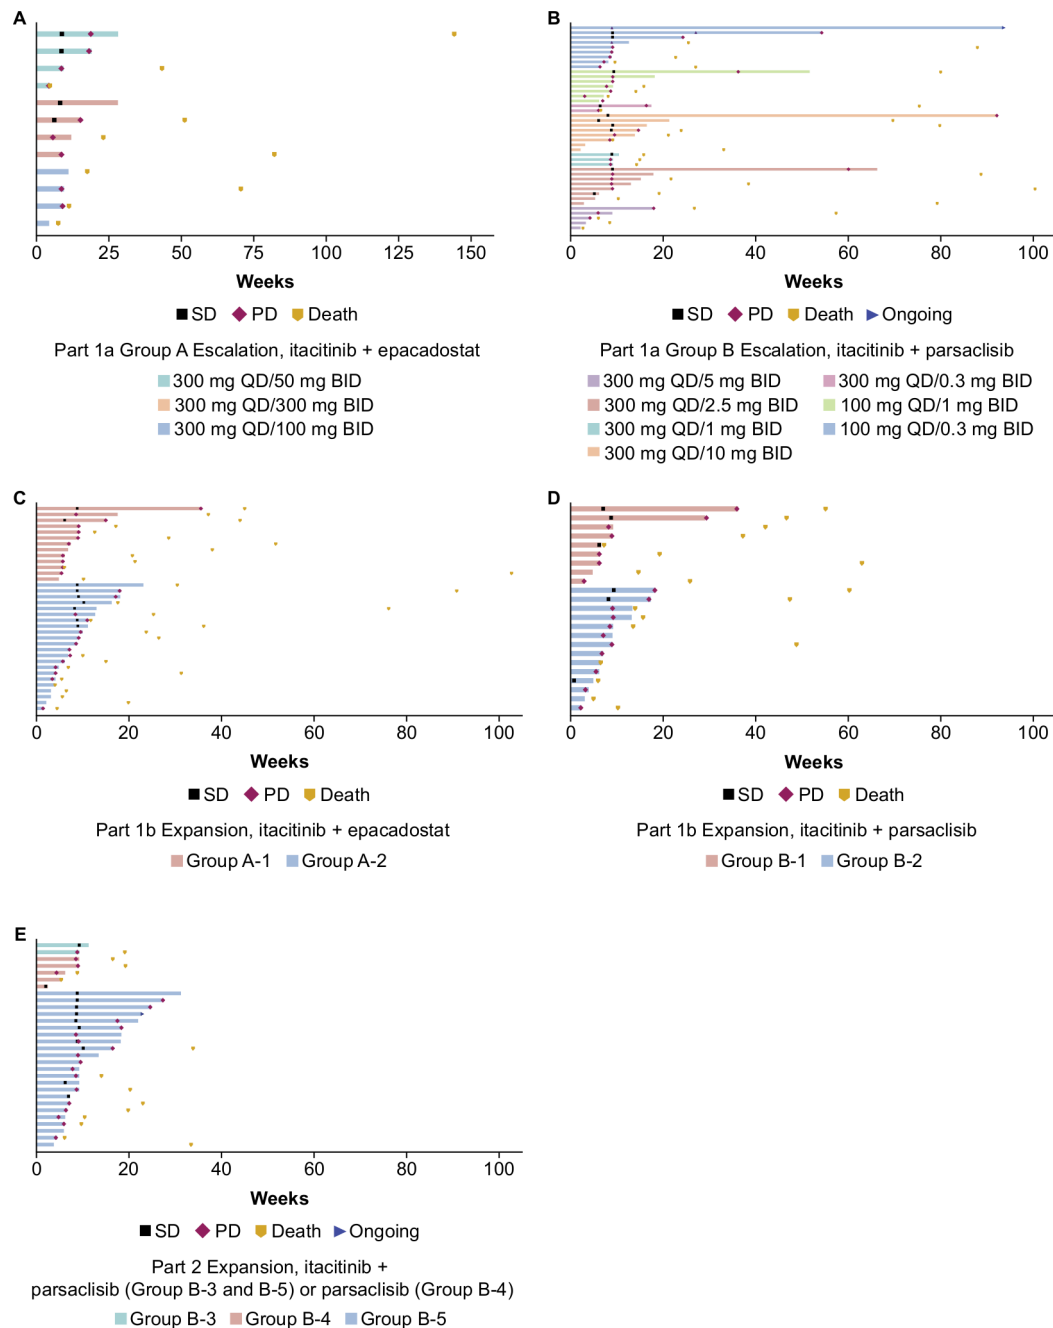 A
0 25 50 75 100 125 150
Weeks
SD PD Death
Part 1a Group A Escalation, itacitinib + epacadostat
300 mg QD/50 mg BID
300 mg QD/300 mg BID
300 mg QD/100 mg BID
B
0 20 40 60 80 100
Weeks
SD PD Death Ongoing
Part 1a Group B Escalation, itacitinib + parsaclisib
300 mg QD/5 mg BID 300 mg QD/0.3 mg BID
300 mg QD/2.5 mg BID 100 mg QD/1 mg BID
300 mg QD/1 mg BID 100 mg QD/0.3 mg BID
300 mg QD/10 mg BID
C
0 20 40 60 80 100
Weeks
SD PD Death
Part 1b Expansion, itacitinib + epacadostat
Group A-1 Group A-2
D
0 20 40 60 80 100
Weeks
SD PD Death
Part 1b Expansion, itacitinib + parsaclisib
Group B-1 Group B-2
E
0 20 40 60 80 100
Weeks
SD PD Death Ongoing
Part 2 Expansion, itacitinib +
parsaclisib (Group B-3 and B-5) or parsaclisib (Group B-4)
Group B-3 Group B-4 Group B-5